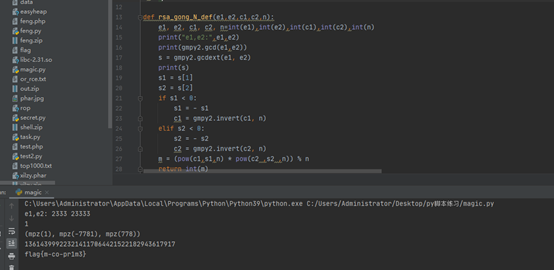 data
easyheap
feng.php
feng.py
feng.zip
flag
libc-2.31.so
magic.py
or_rce.txt
out.zip
phar.jpg
rop
secret.py
shell.zip
task.py
test.php
test2.py
top1000.txt
xilzy.phar
12
13 def rsa_gong_N_def(e1,e2,c1,c2,n):
14 e1, e2, c1, c2, n=int(e1),int(e2),int(c1),int(c2),int(n)
15 print("e1,e2:",e1,e2)
16 print(gmpy2.gcd(e1,e2))
17 s = gmpy2.gcdext(e1, e2)
18 print(s)
19 s1 = s[1]
20 s2 = s[2]
21 if s1 < 0:
22 s1 = - s1
23 c1 = gmpy2.invert(c1, n)
24 elif s2 < 0:
25 s2 = - s2
26 c2 = gmpy2.invert(c2, n)
27 m = (pow(c1,s1,n) * pow(c2 ,s2 ,n)) % n
28 return int(m)
magic
C:\Users\Administrator\AppData\Local\Programs\Python\Python39\python.exe C:/Users/Administrator/Desktop/py脚本练习/magic.py
e1,e2: 2333 23333
1
(mpz(1), mpz(-7781), mpz(778))
flag{m-co-pr1m3}